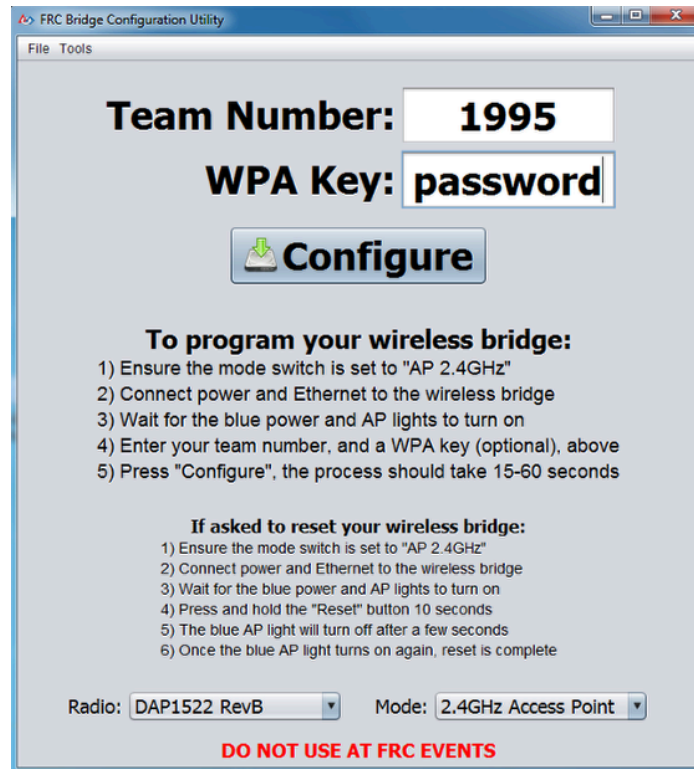 FRC Bridge Configuration Utility
File Tools
Team Number: 1995
WPA Key: password
Configure
To program your wireless bridge:
1) Ensure the mode switch is set to "AP 2.4GHz"
2) Connect power and Ethernet to the wireless bridge
3) Wait for the blue power and AP lights to turn on
4) Enter your team number, and a WPA key (optional), above
5) Press "Configure", the process should take 15-60 seconds
If asked to reset your wireless bridge:
1) Ensure the mode switch is set to "AP 2.4GHz"
2) Connect power and Ethernet to the wireless bridge
3) Wait for the blue power and AP lights to turn on
4) Press and hold the "Reset" button 10 seconds
5) The blue AP light will turn off after a few seconds
6) Once the blue AP light turns on again, reset is complete
Radio: DAP1522 RevB Mode: 2.4GHz Access Point
DO NOT USE AT FRC EVENTS